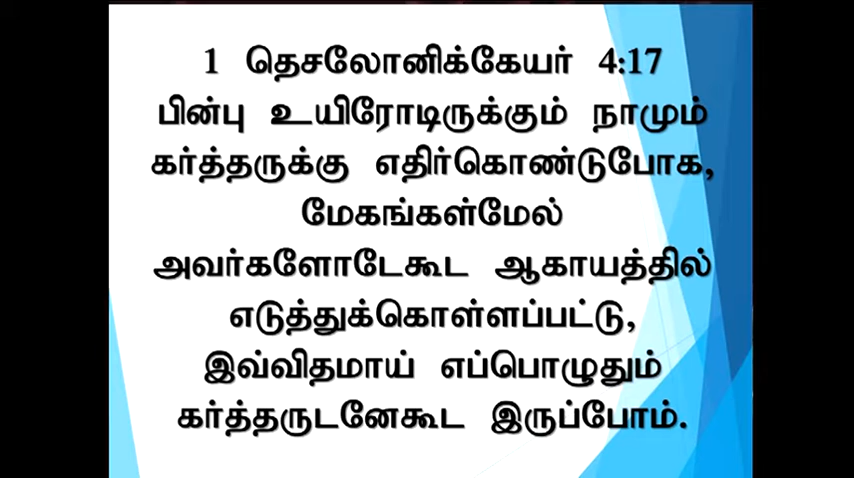 1 தெசலோனிக்கேயர் 4:17
பின்பு உயிரோடிருக்கும் நாமும்
கர்த்தருக்கு எதிர்கொண்டுபோக,
மேகங்கள்மேல்
அவர்களோடேகூட ஆகாயத்தில்
எடுத்துக்கொள்ளப்பட்டு,
இவ்விதமாய் எப்பொழுதும்
கர்த்தருடனேகூட இருப்போம்.